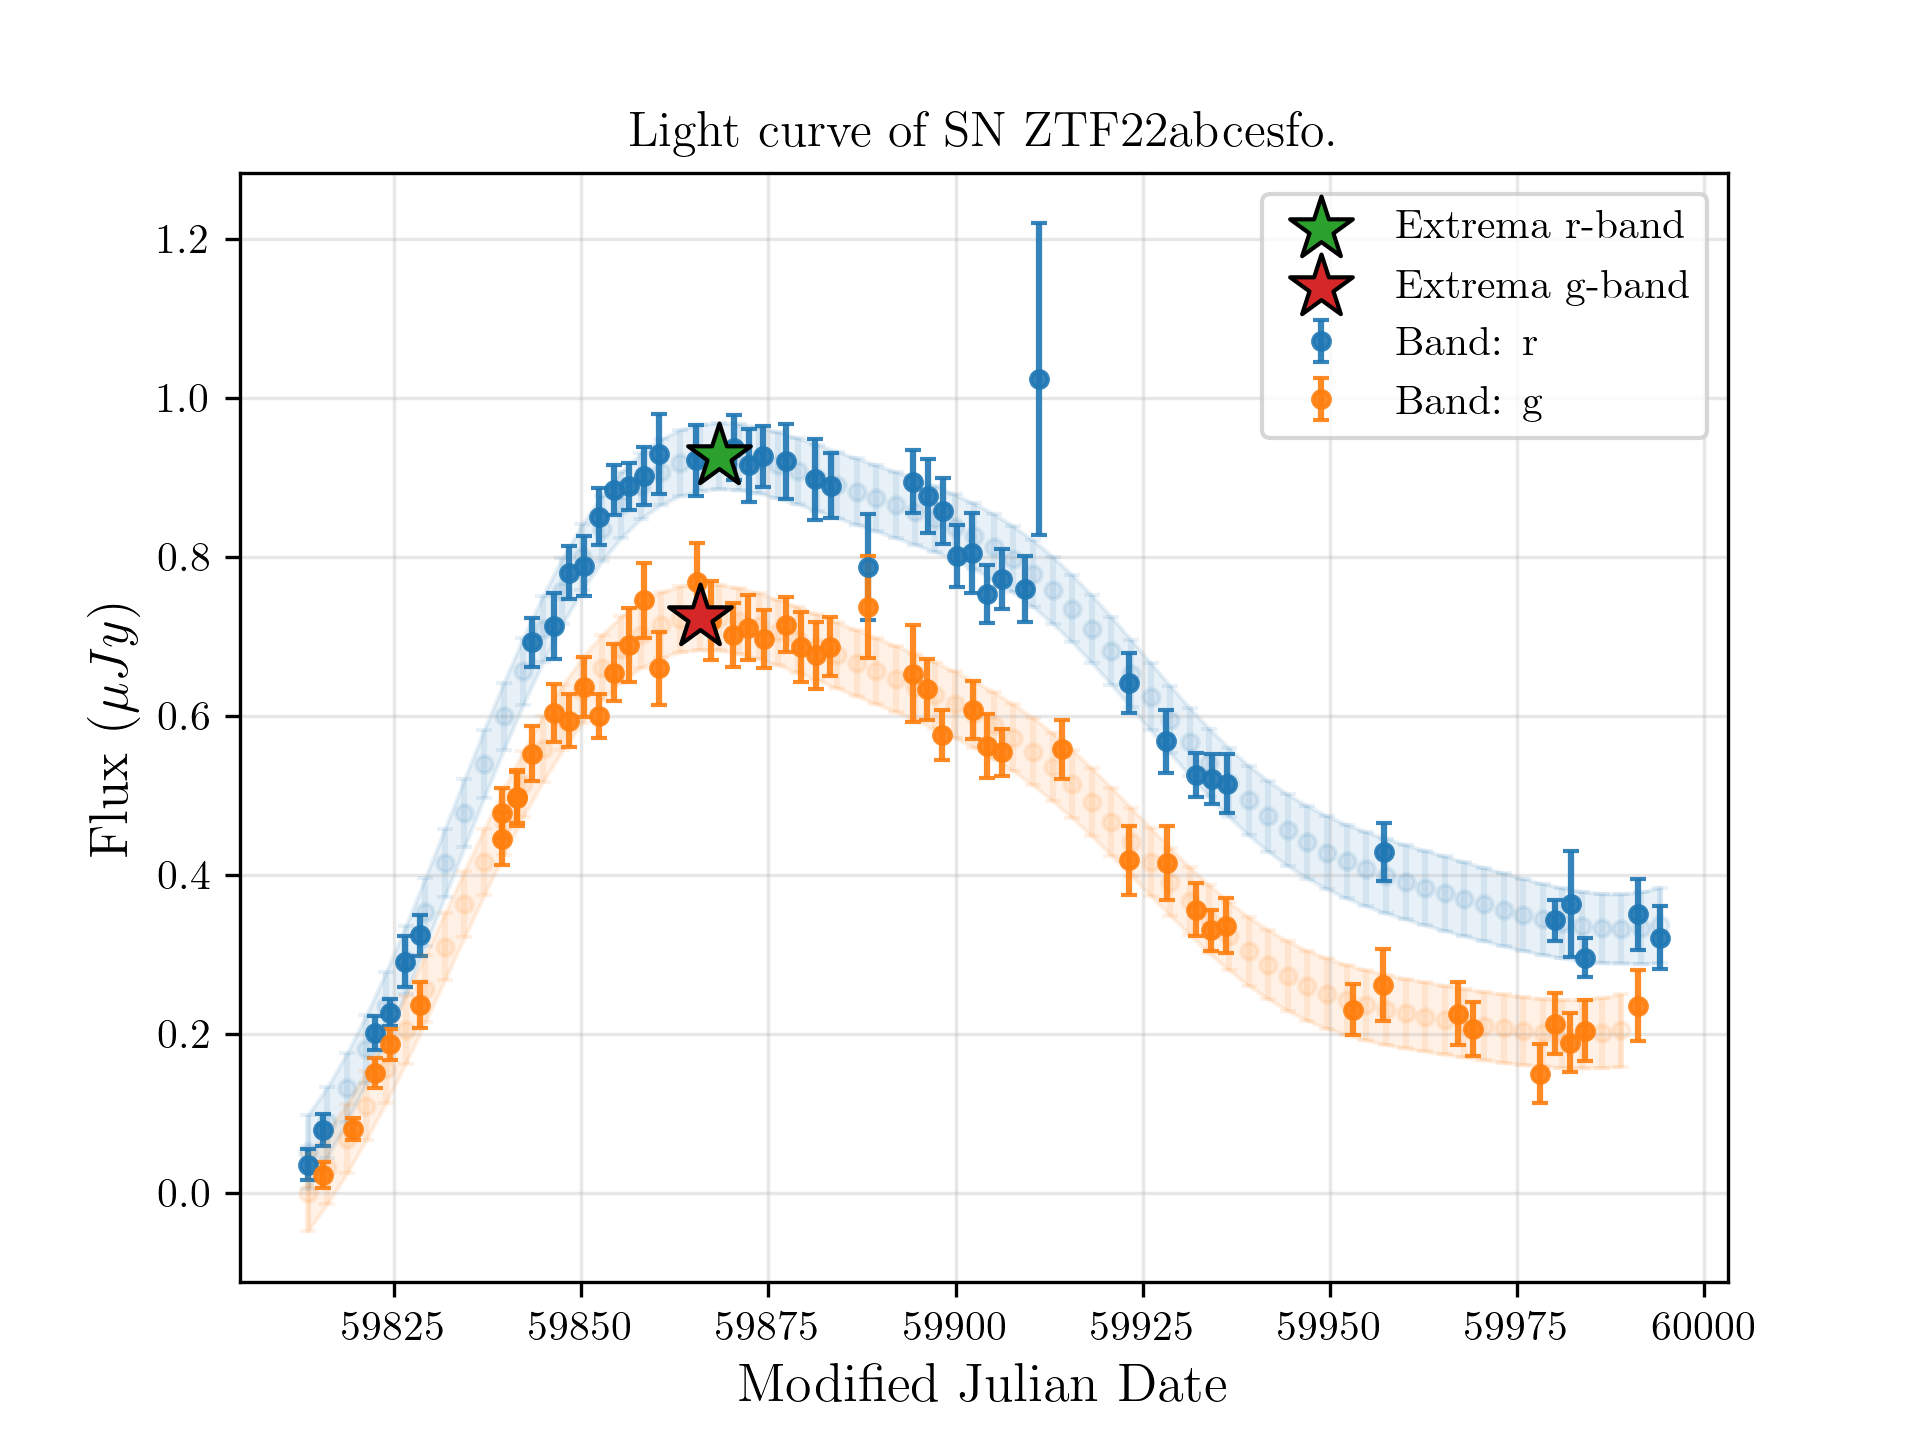 Light curve of SN ZTF22abcesfo.
Extrema r-band
Extrema g-band
Band: r
Band: g
1.2
1.0
0.8
0.6
0.4
0.2
0.0
Flux (μJy)
59825 59850 59875 59900 59925 59950 59975 60000
Modified Julian Date